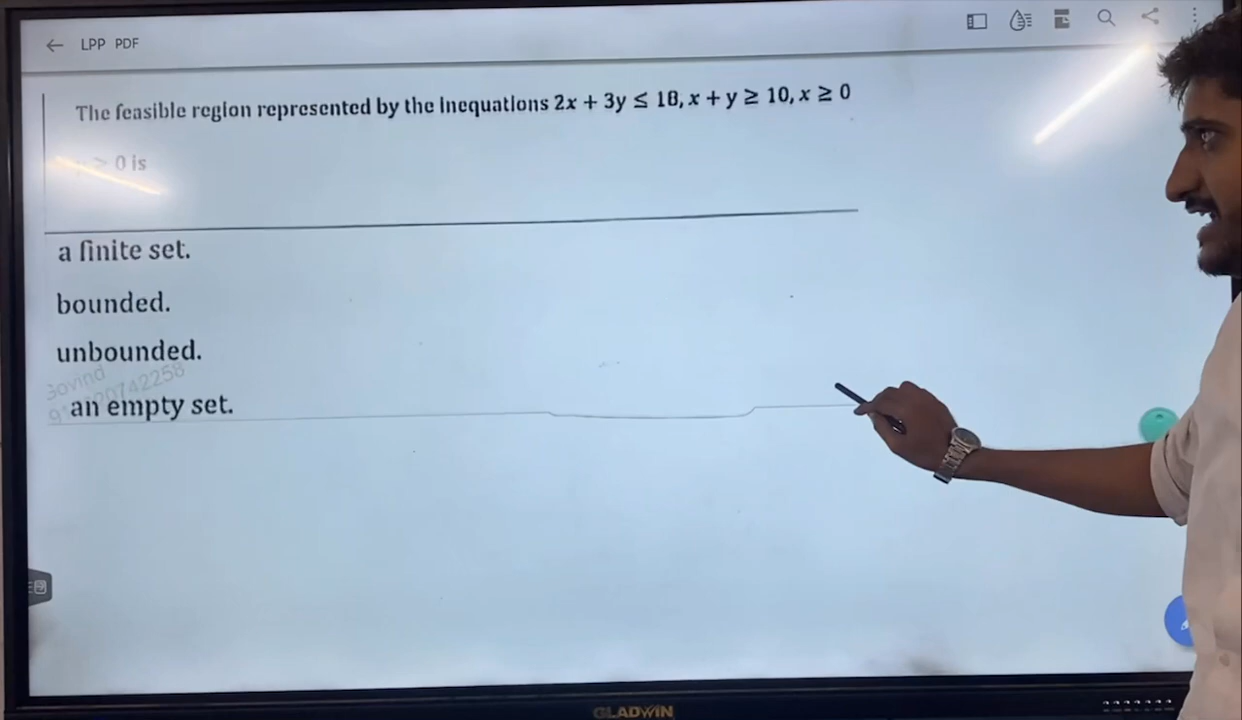 LPP PDF
The feasible region represented by the inequations 2x + 3y ≤ 18, x + y ≥ 10, x ≥ 0
≥ 0 is
a finite set.
bounded.
unbounded.
Govind
an empty set.
GLADWIN